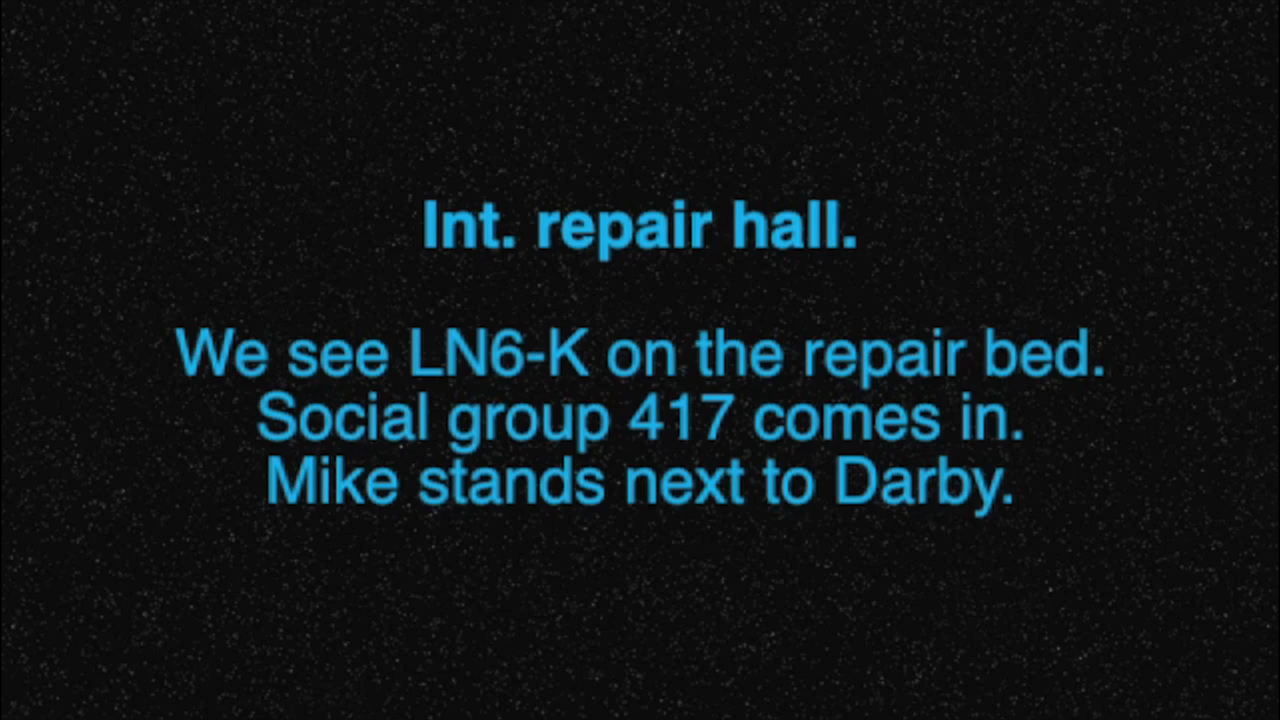 Int. repair hall.
We see LN6-K on the repair bed.
Social group 417 comes in.
Mike stands next to Darby.